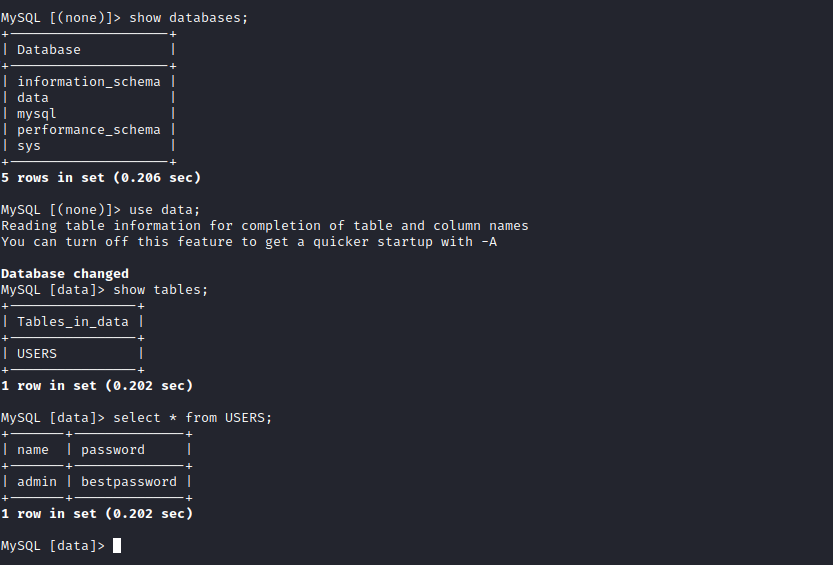 MySQL [(none)]> show databases;
+--------------------+
| Database           |
+--------------------+
| information_schema |
| data               |
| mysql              |
| performance_schema |
| sys                |
+--------------------+
5 rows in set (0.206 sec)
MySQL [(none)]> use data;
Reading table information for completion of table and column names
You can turn off this feature to get a quicker startup with -A
Database changed
MySQL [data]> show tables;
+----------------+
| Tables_in_data |
+----------------+
| USERS          |
+----------------+
1 row in set (0.202 sec)
MySQL [data]> select * from USERS;
+-------+--------------+
| name  | password     |
+-------+--------------+
| admin | bestpassword |
+-------+--------------+
1 row in set (0.202 sec)
MySQL [data]>